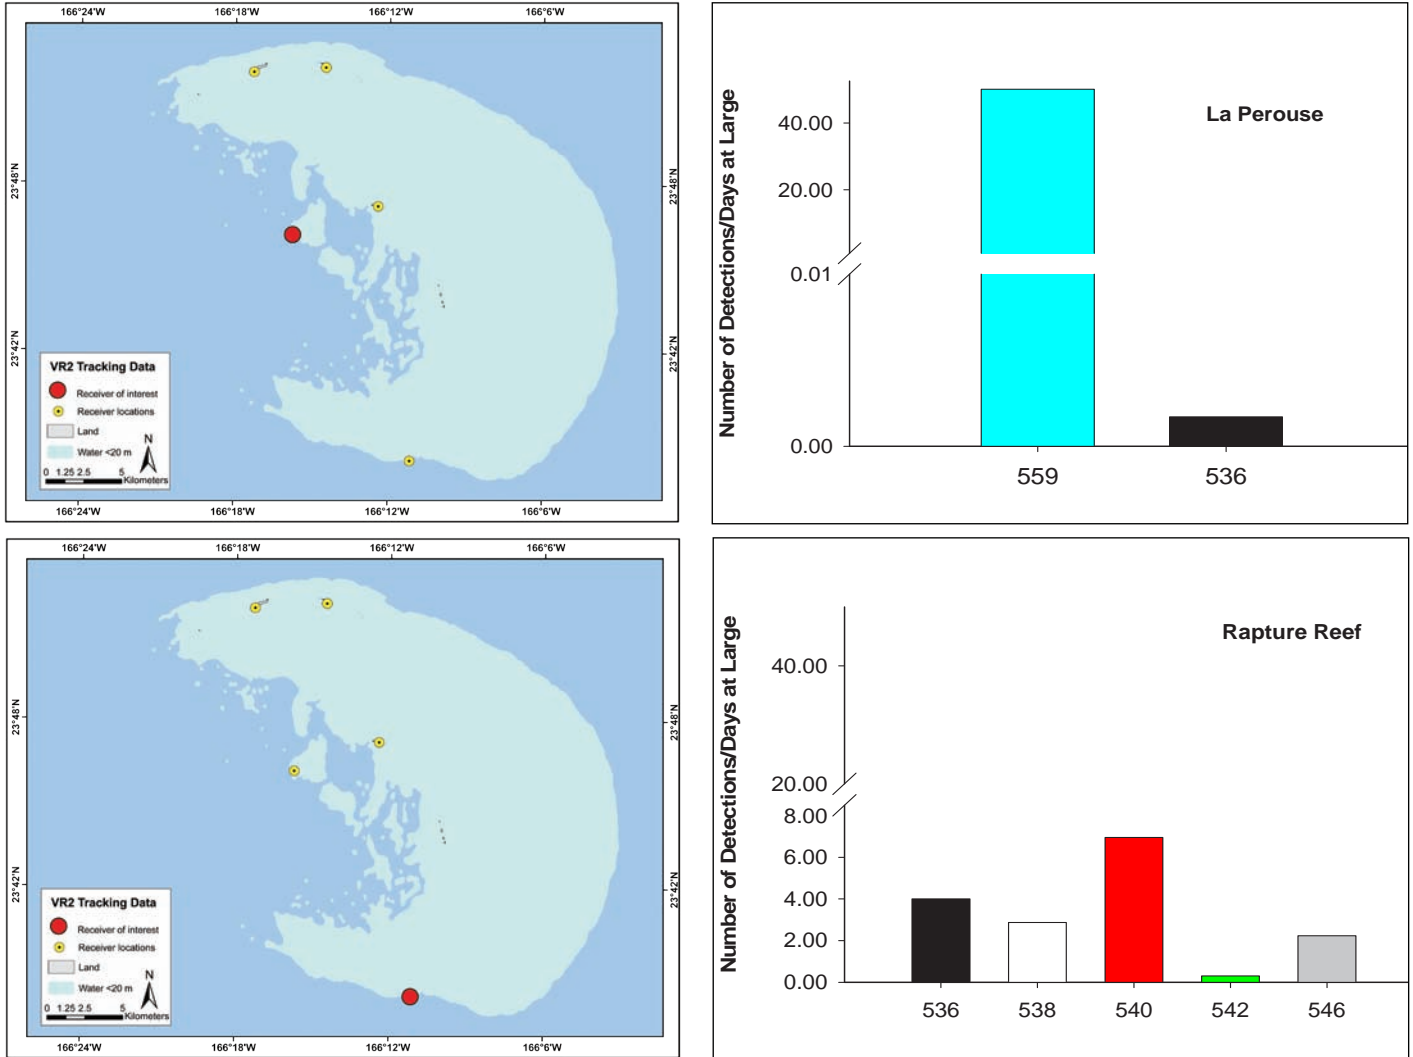 166°24'W 166°18'W 166°12'W 166°6'W
23°48'N
23°48'N
23°42'N
23°42'N
VR2 Tracking Data
Receiver of interest
Receiver locations
Land
Water <20 m
N
0 1.25 2.5 5
Kilometers
166°24'W 166°18'W 166°12'W 166°6'W
Number of Detections/Days at Large
La Perouse
40.00
20.00
0.01
0.00
559 536
166°24'W 166°18'W 166°12'W 166°6'W
23°48'N
23°48'N
23°42'N
23°42'N
VR2 Tracking Data
Receiver of interest
Receiver locations
Land
Water <20 m
N
0 1.25 2.5 5
Kilometers
166°24'W 166°18'W 166°12'W 166°6'W
Number of Detections/Days at Large
Rapture Reef
40.00
20.00
8.00
6.00
4.00
2.00
0.00
536 538 540 542 546